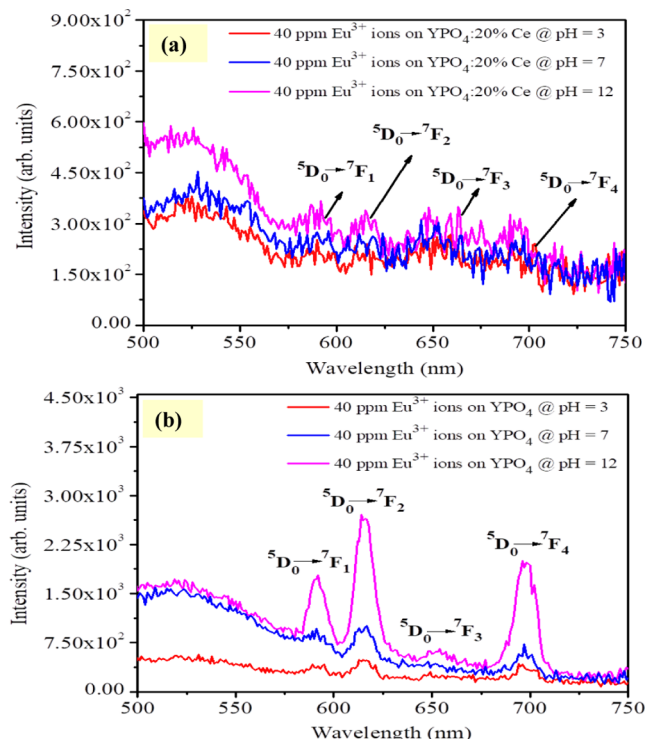 (a)
40 ppm Eu³⁺ ions on YPO₄:20% Ce @ pH = 3
40 ppm Eu³⁺ ions on YPO₄:20% Ce @ pH = 7
40 ppm Eu³⁺ ions on YPO₄:20% Ce @ pH = 12
9.00x10²
7.50x10²
6.00x10²
4.50x10²
3.00x10²
1.50x10²
0.00
Intensity (arb. units)
⁵D₀→⁷F₁
⁵D₀→⁷F₂
⁵D₀→⁷F₃
⁵D₀→⁷F₄
500 550 600 650 700 750
Wavelength (nm)
(b)
40 ppm Eu³⁺ ions on YPO₄ @ pH = 3
40 ppm Eu³⁺ ions on YPO₄ @ pH = 7
40 ppm Eu³⁺ ions on YPO₄ @ pH = 12
4.50x10³
3.75x10³
3.00x10³
2.25x10³
1.50x10³
7.50x10²
0.00
Intensity (arb. units)
⁵D₀→⁷F₁
⁵D₀→⁷F₂
⁵D₀→⁷F₃
⁵D₀→⁷F₄
500 550 600 650 700 750
Wavelength (nm)